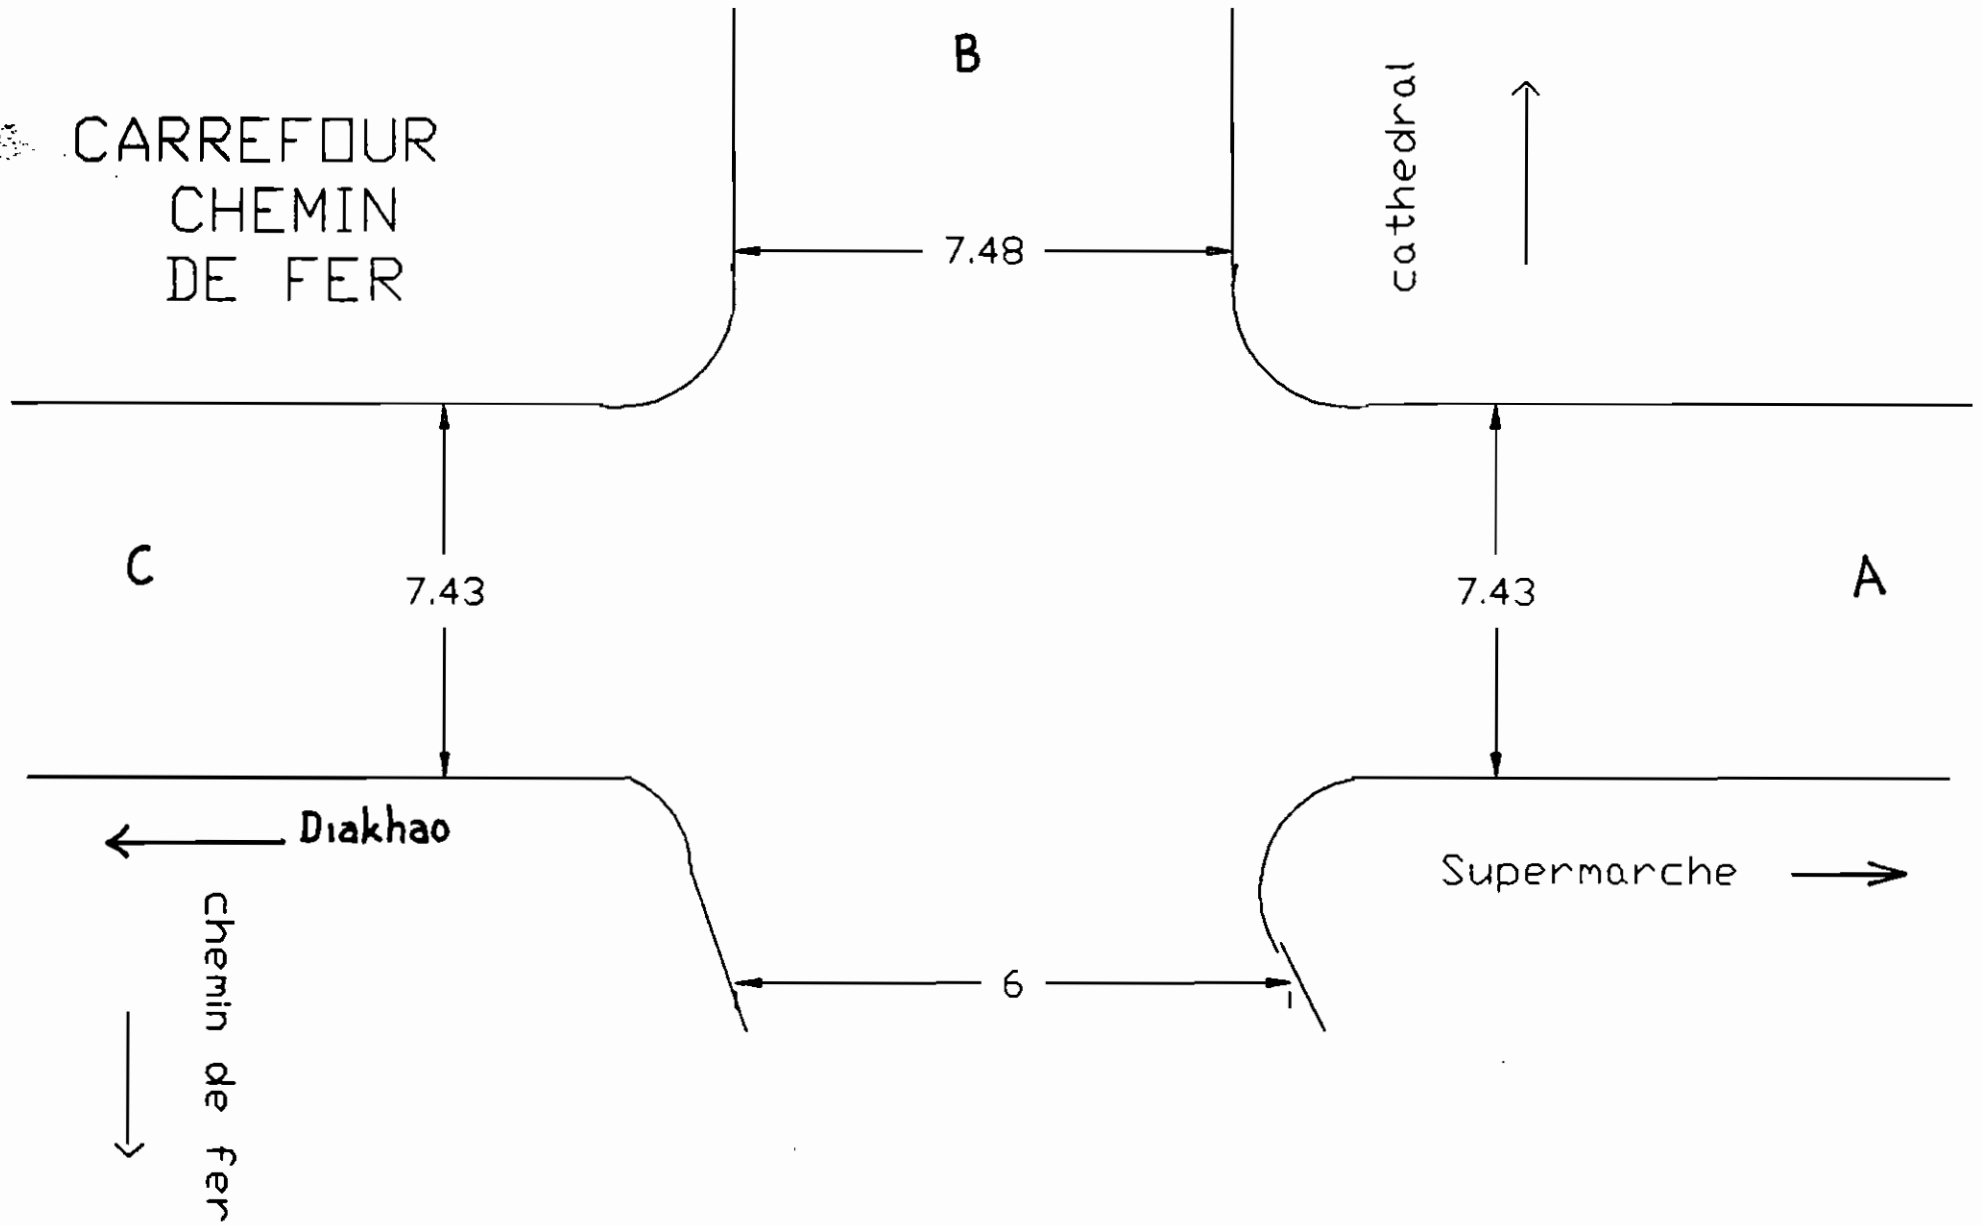 B
CARREFOUR
CHEMIN
DE FER
cathedral
7.48
C
7.43
7.43
A
Diakhao
Supermarche
chemin de fer
6